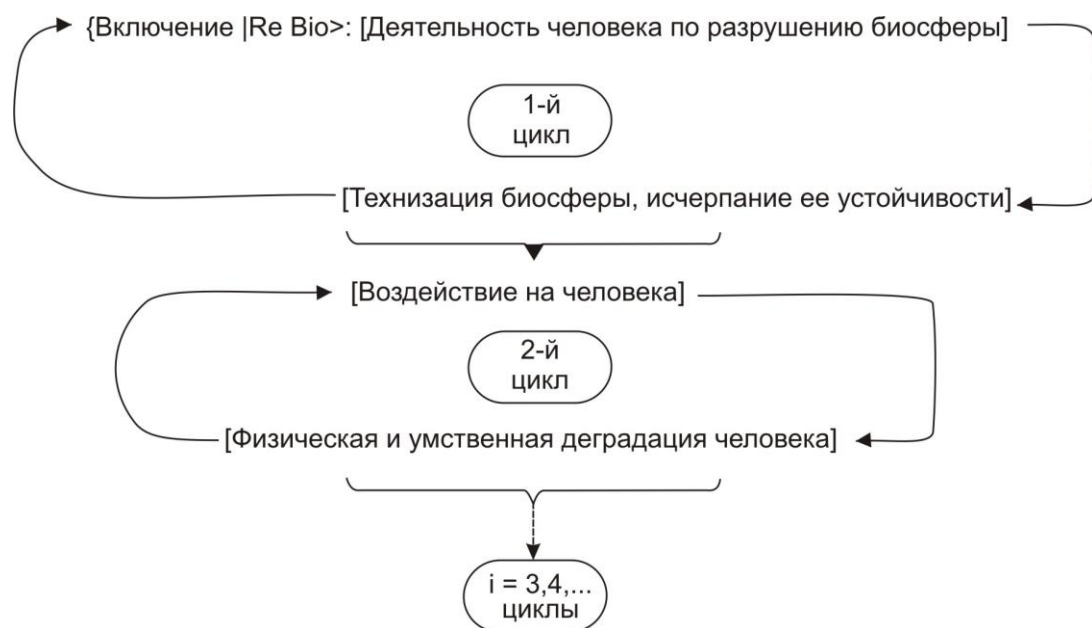 {Включение |Re Bio>: [Деятельность человека по разрушению биосферы]
1-й
цикл
[Технизация биосферы, исчерпание ее устойчивости]
[Воздействие на человека]
2-й
цикл
[Физическая и умственная деградация человека]
i = 3,4,...
циклы